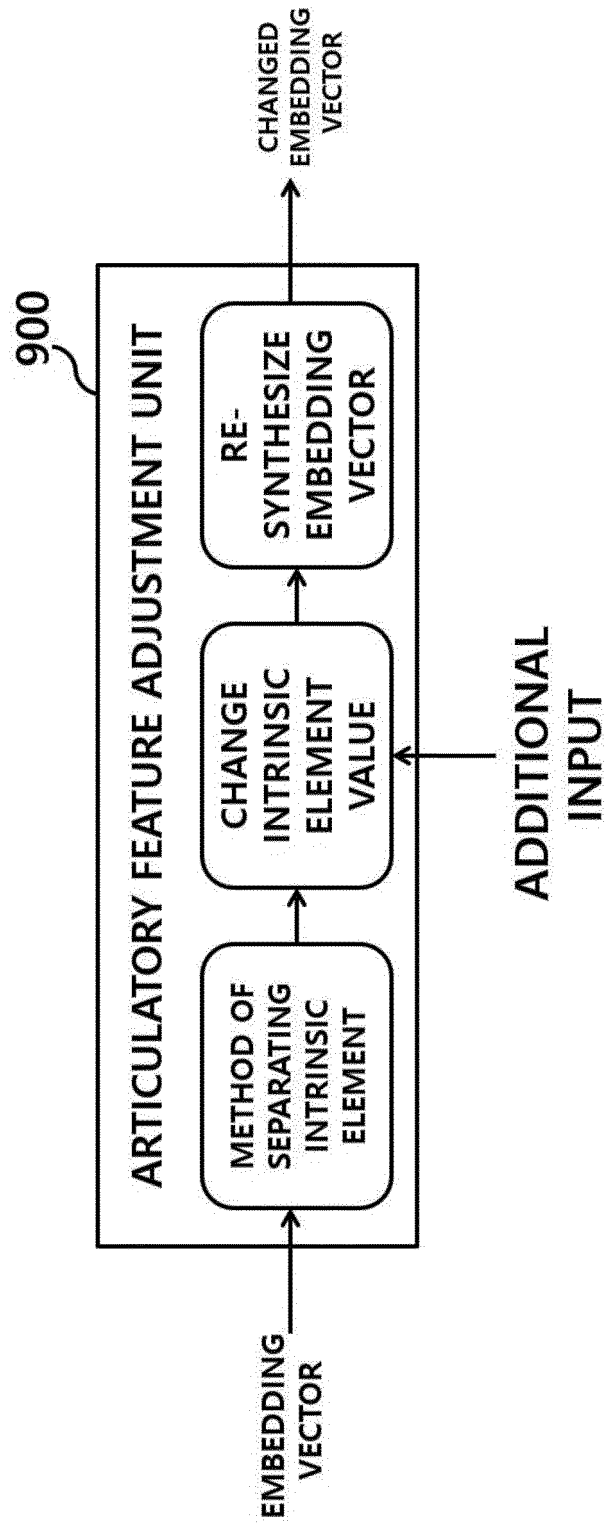 900
ARTICULATORY FEATURE ADJUSTMENT UNIT
EMBEDDING
VECTOR
METHOD OF
SEPARATING
INTRINSIC
ELEMENT
CHANGE
INTRINSIC
ELEMENT
VALUE
RE-
SYNTHESIZE
EMBEDDING
VECTOR
CHANGED
EMBEDDING
VECTOR
ADDITIONAL
INPUT